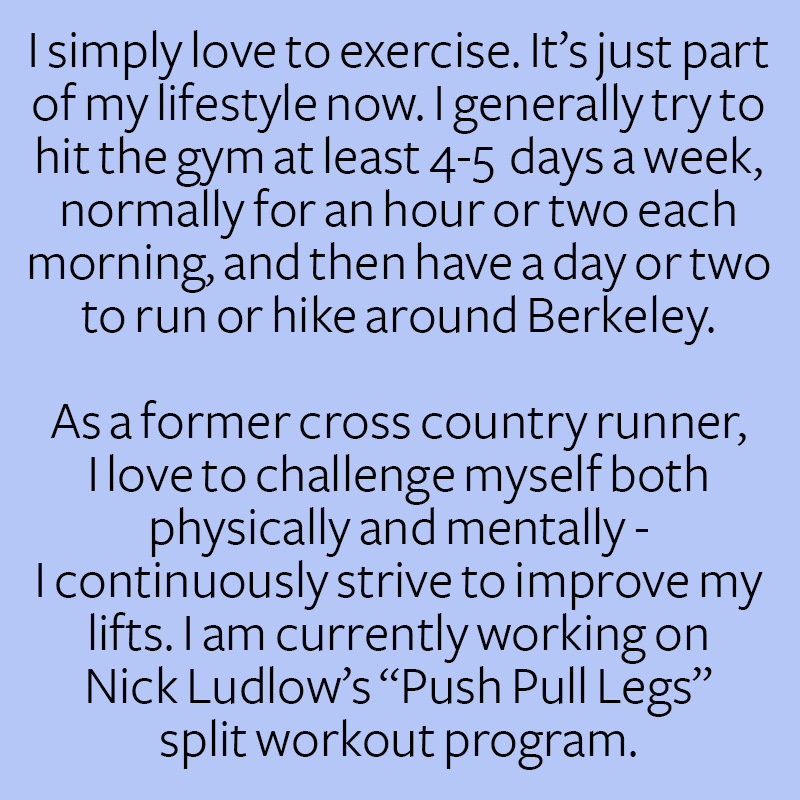 I simply love to exercise. It’s just part
of my lifestyle now. I generally try to
hit the gym at least 4-5 days a week,
normally for an hour or two each
morning, and then have a day or two
to run or hike around Berkeley.
As a former cross country runner,
I love to challenge myself both
physically and mentally -
I continuously strive to improve my
lifts. I am currently working on
Nick Ludlow’s “Push Pull Legs”
split workout program.